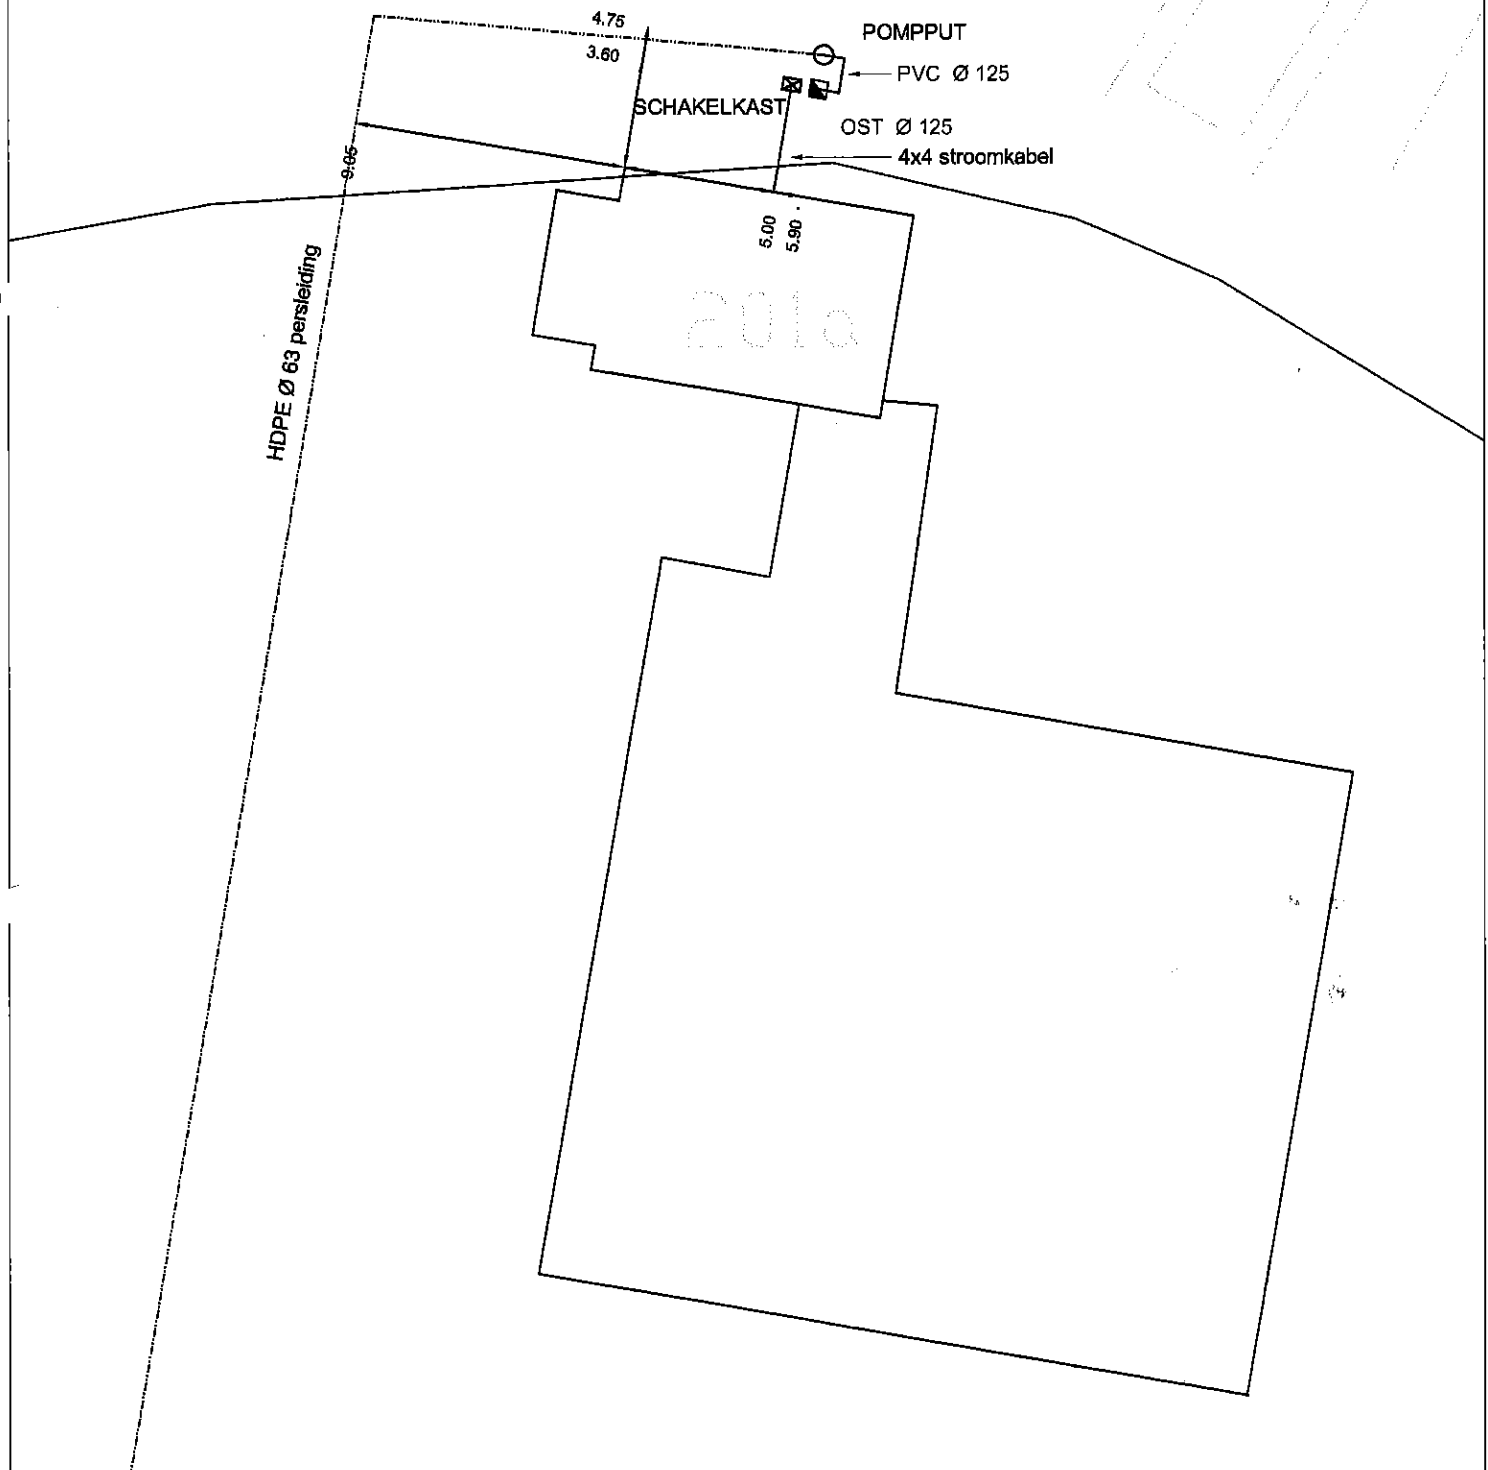 4.75
POMPPUT
3.60
PVC Ø 125
SCHAKELKAST
OST Ø 125
4x4 stroomkabel
9.05
5.00
5.90
HDPE Ø 63 persleiding
201a